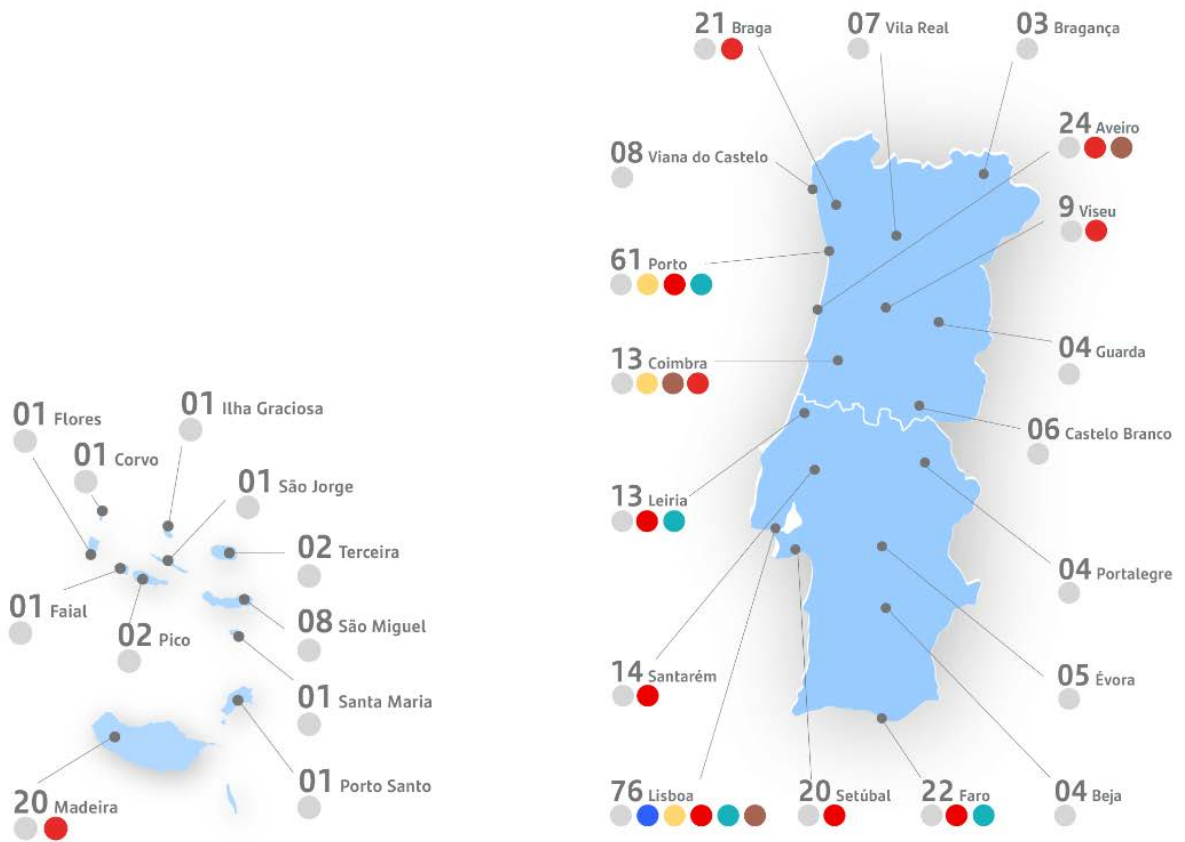 21 Braga
07 Vila Real
03 Bragança
24 Aveiro
08 Viana do Castelo
9 Viseu
61 Porto
13 Coimbra
04 Guarda
01 Flores
01 Ilha Graciosa
06 Castelo Branco
01 Corvo
01 São Jorge
13 Leiria
02 Terceira
04 Portalegre
01 Faial
02 Pico
08 São Miguel
14 Santarém
05 Évora
01 Santa Maria
01 Porto Santo
20 Madeira
76 Lisboa
20 Setúbal
22 Faro
04 Beja